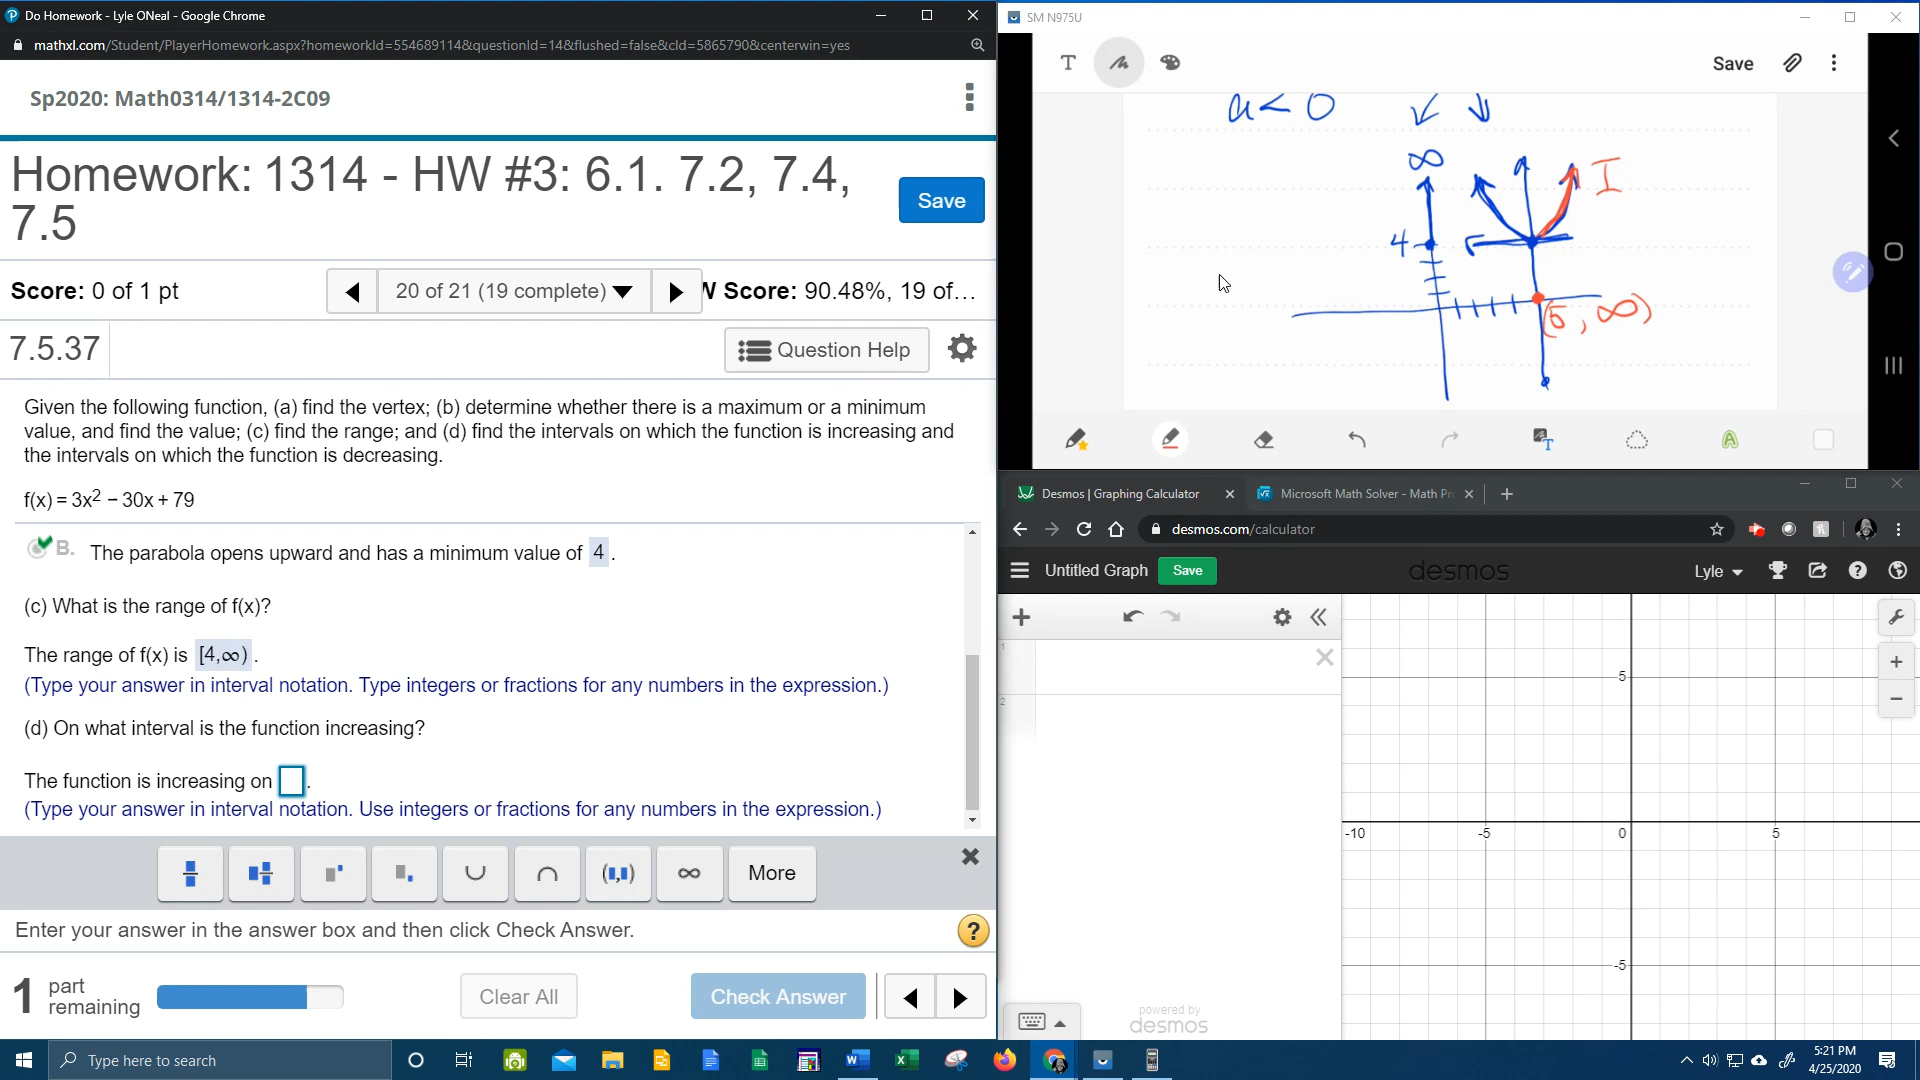 Do Homework - Lyle ONeal - Google Chrome
mathxl.com/Student/PlayerHomework.aspx?homeworkId=554689114&questionId=14&flushed=false&cId=5865790&centerwin=yes
Sp2020: Math0314/1314-2C09
Homework: 1314 - HW #3: 6.1. 7.2, 7.4,
7.5
Save
Score: 0 of 1 pt
20 of 21 (19 complete)
W Score: 90.48%, 19 of…
7.5.37
Question Help
Given the following function, (a) find the vertex; (b) determine whether there is a maximum or a minimum
value, and find the value; (c) find the range; and (d) find the intervals on which the function is increasing and
the intervals on which the function is decreasing.
f(x) = 3x² − 30x + 79
B. The parabola opens upward and has a minimum value of 4 .
(c) What is the range of f(x)?
The range of f(x) is [4,∞) .
(Type your answer in interval notation. Type integers or fractions for any numbers in the expression.)
(d) On what interval is the function increasing?
The function is increasing on .
(Type your answer in interval notation. Use integers or fractions for any numbers in the expression.)
(▮,▮)
∞
More
Enter your answer in the answer box and then click Check Answer.
?
1 part
remaining
Clear All
Check Answer
Type here to search
SM N975U
T
Save
a < 0
∞
I
4
(5, ∞)
Desmos | Graphing Calculator
Microsoft Math Solver - Math Pr
desmos.com/calculator
Untitled Graph
Save
desmos
Lyle
1
2
5
-10
-5
0
5
-5
powered by
desmos
5:21 PM
4/25/2020